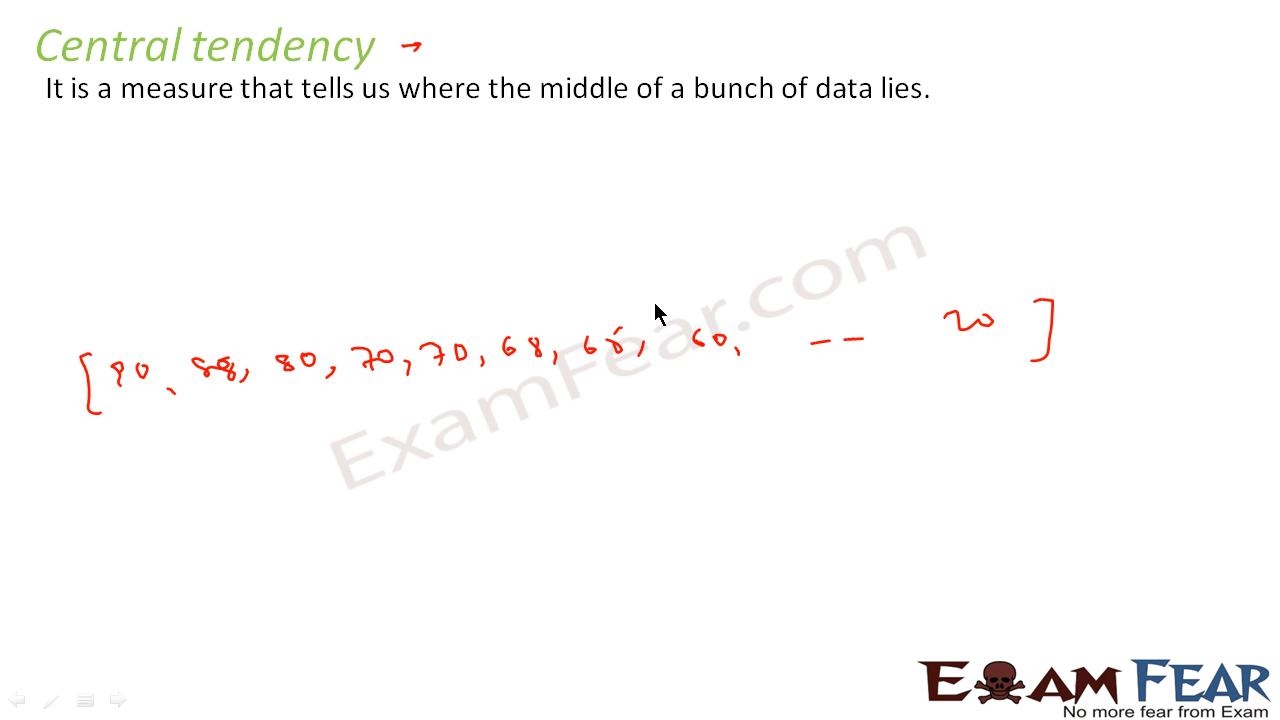 Central tendency →
It is a measure that tells us where the middle of a bunch of data lies.
ExamFear.com
[ 90, 88, 80, 70, 70, 68, 68, 60, -- 20 ]
EXAM FEAR
No more fear from Exam